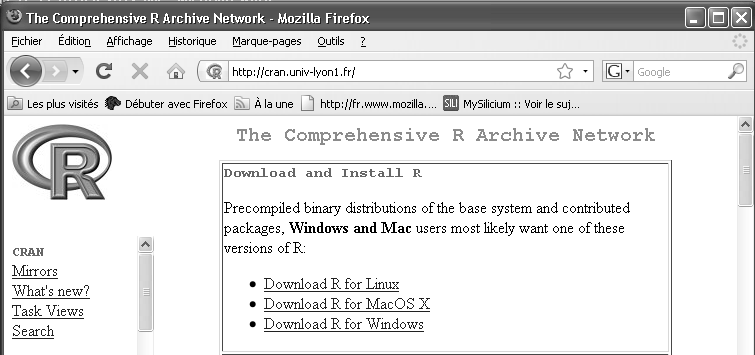 The Comprehensive R Archive Network - Mozilla Firefox
Fichier Édition Affichage Historique Marque-pages Outils ?
http://cran.univ-lyon1.fr/
G Google
Les plus visités Débuter avec Firefox À la une http://fr.www.mozilla.... SILI MySilicium :: Voir le suj...
R
The Comprehensive R Archive Network
Download and Install R
Precompiled binary distributions of the base system and contributed
packages, Windows and Mac users most likely want one of these
versions of R:
Download R for Linux
Download R for MacOS X
Download R for Windows
CRAN
Mirrors
What's new?
Task Views
Search